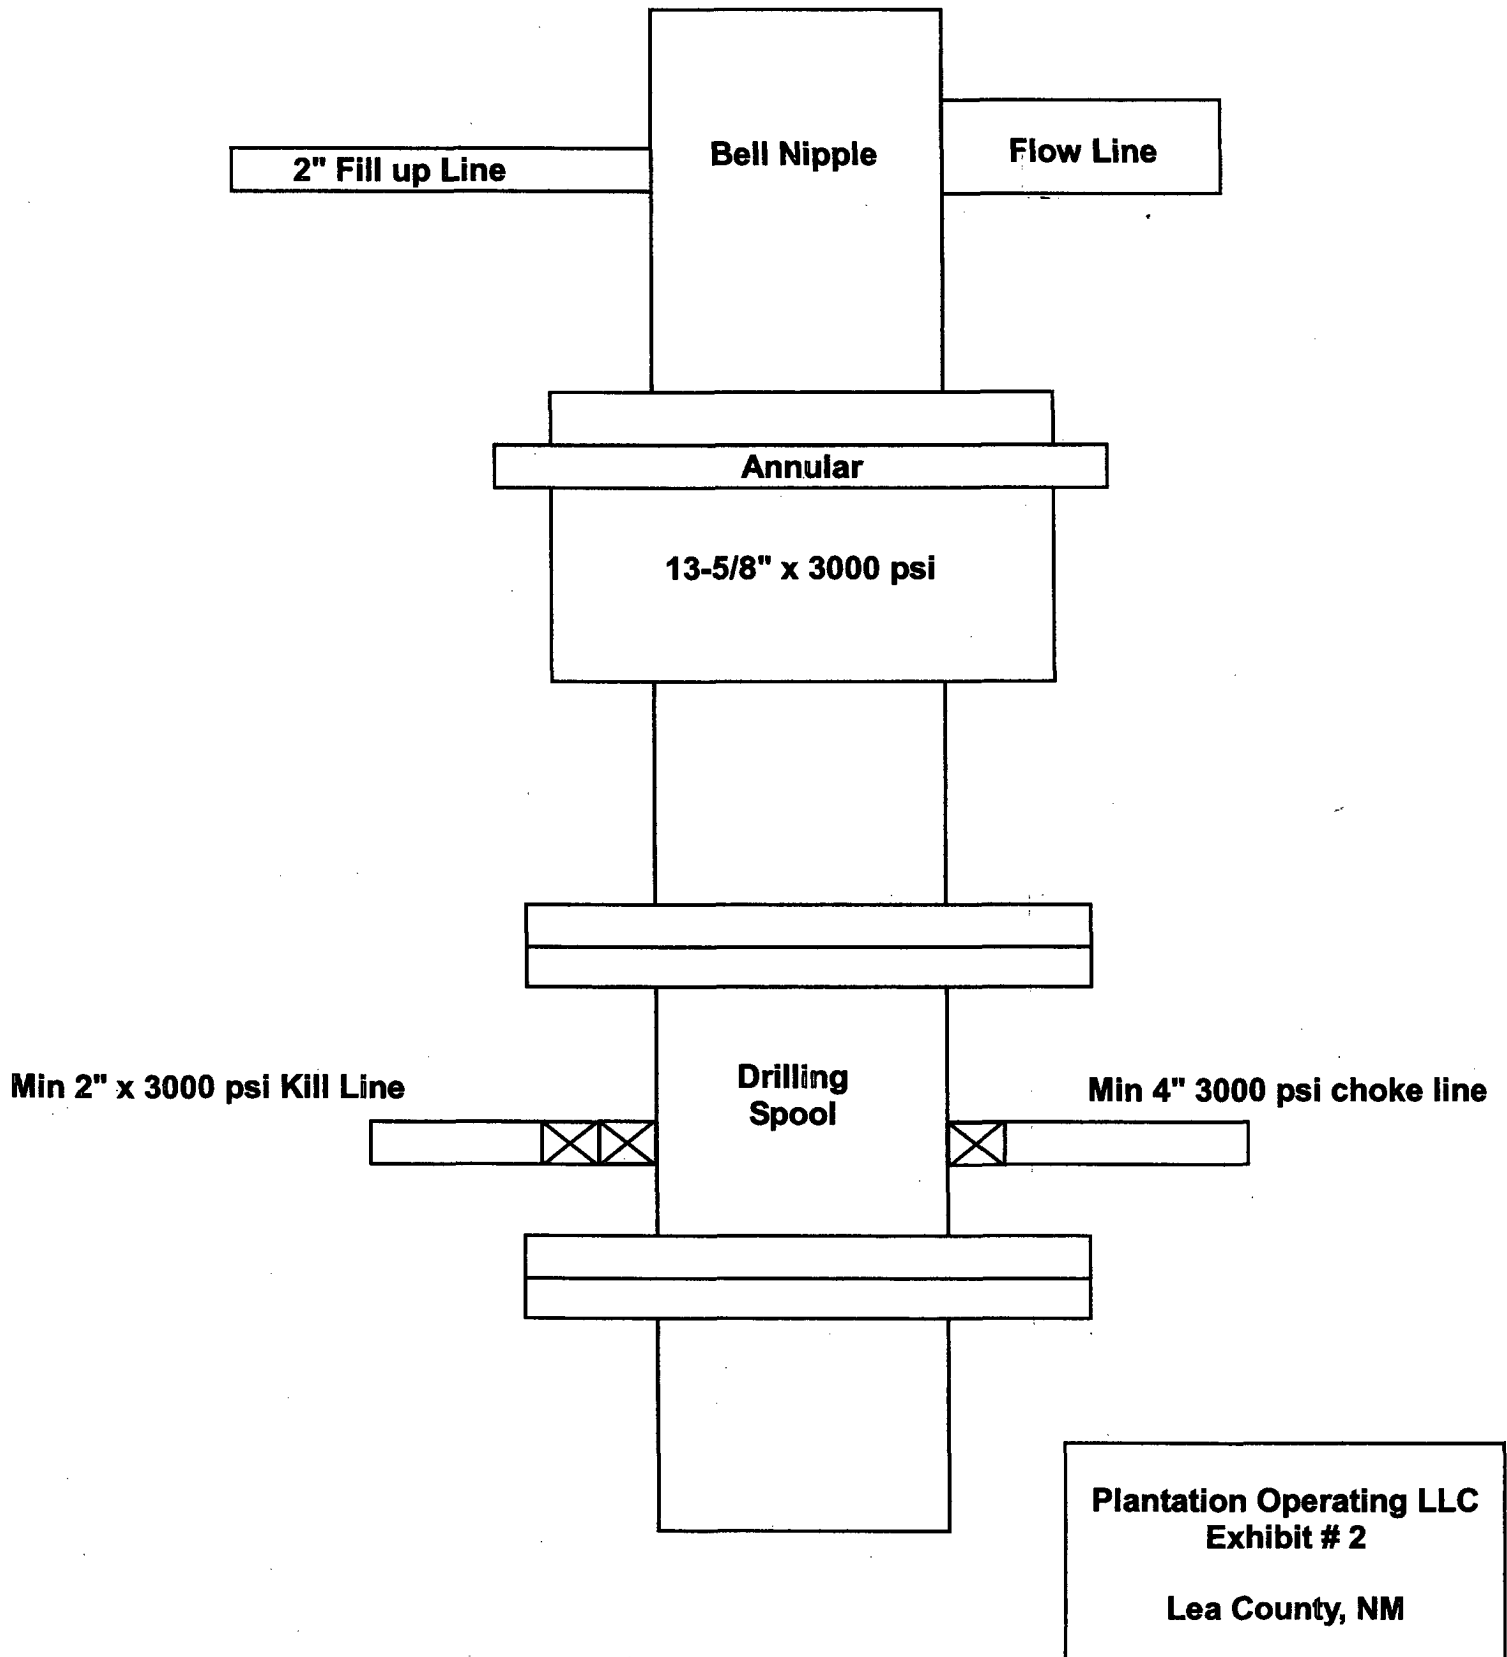 Bell Nipple
Flow Line
2" Fill up Line
Annular
13-5/8" x 3000 psi
Drilling
Spool
Min 2" x 3000 psi Kill Line
Min 4" 3000 psi choke line
Plantation Operating LLC
Exhibit # 2
Lea County, NM